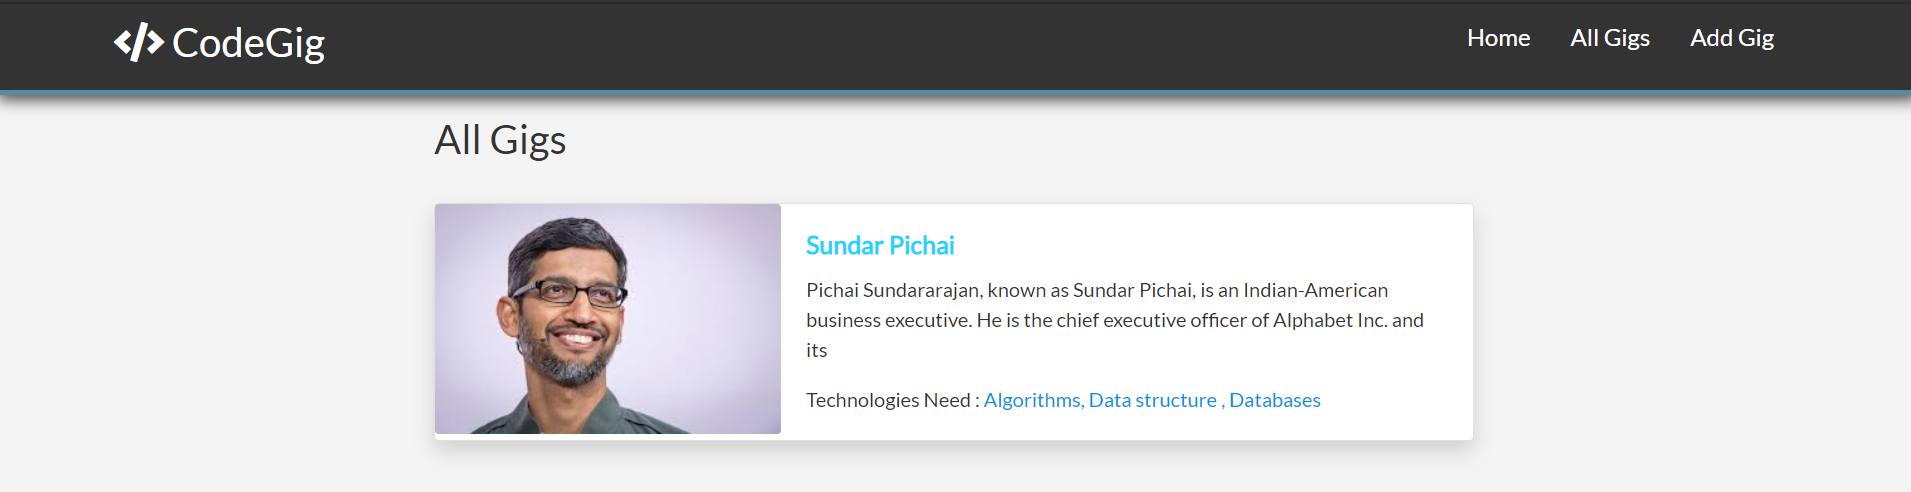 CodeGig
Home
All Gigs
Add Gig
All Gigs
Sundar Pichai
Pichai Sundararajan, known as Sundar Pichai, is an Indian-American
business executive. He is the chief executive officer of Alphabet Inc. and
its
Technologies Need : Algorithms, Data structure , Databases